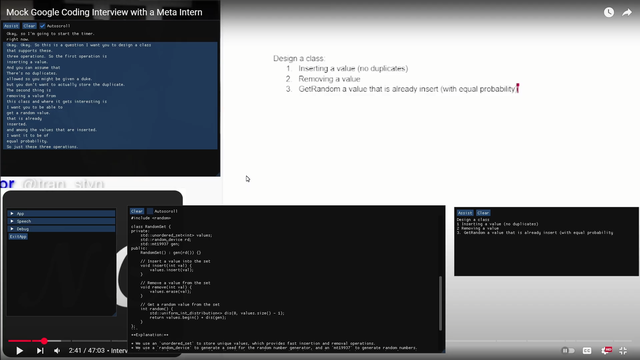 Mock Google Coding Interview with a Meta Intern
Assist Clear Autoscroll
Okay, so I'm going to start the timer.
right now.
Okay, Okay. So this is a question I want you to design a class
that supports these.
three operations. So the first operation is
inserting a value.
And you can assume that
There's no duplicates.
allowed so you might be given a dupe.
but you don't want to actually store the duplicate.
The second thing is
removing a value from
this class and where it gets interesting is
I want you to be able to
get a random value.
that is already
inserted
and among the values that are inserted.
I want it to be of
equal probability.
So just these three operations.
Design a class:
1. Inserting a value (no duplicates)
2. Removing a value
3. GetRandom a value that is already insert (with equal probability)
or @tran_stvn
App
Speech
Debug
ExitApp
Clear Autoscroll
#include <random>
class RandomSet {
private:
std::unordered_set<int> values;
std::random_device rd;
std::mt19937 gen;
public:
RandomSet() : gen(rd()) {}
// Insert a value into the set
void insert(int val) {
values.insert(val);
}
// Remove a value from the set
void remove(int val) {
values.erase(val);
}
// Get a random value from the set
int random() {
std::uniform_int_distribution<> dis(0, values.size() - 1);
return *std::next(values.begin(), dis(gen));
}
};
**Explanation:**
* We use an `unordered_set` to store unique values, which provides fast insertion and removal operations.
* We use a `random_device` to generate a seed for the random number generator, and an `mt19937` to generate random numbers.
Assist Clear
Design a class
1 Inserting a value (no duplicates)
2 Removing a value
3. GetRandom a value that is already insert (with equal probability
2:41 / 47:03 • Interv